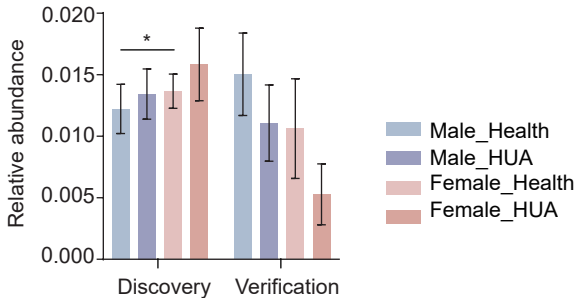 Relative abundance
0.020
0.015
0.010
0.005
0.000
*
Discovery
Verification
Male_Health
Male_HUA
Female_Health
Female_HUA